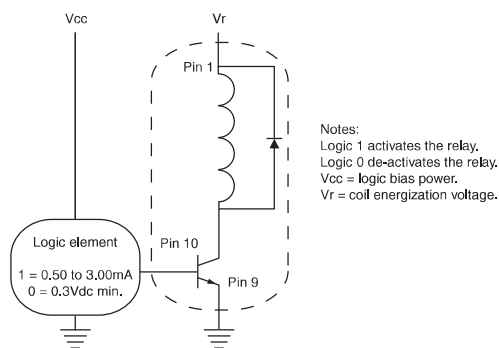 Vcc
Vr
Pin 1
Notes:
Logic 1 activates the relay.
Logic 0 de-activates the relay.
Vcc = logic bias power.
Vr = coil energization voltage.
Logic element
1 = 0.50 to 3.00mA
0 = 0.3Vdc min.
Pin 10
Pin 9